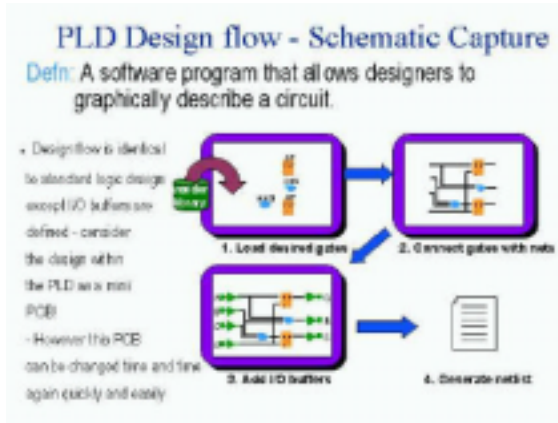 PLD Design flow - Schematic Capture
Defn: A software program that allows designers to
graphically describe a circuit.
• Design flow is identical
to standard logic design
except I/O buffers are
defined - consider
the design within
the PLD as a mini
PCB!
- However this PCB
can be changed time and time
again quickly and easily
library
1. Load desired gates
2. Connect gates with nets
3. Add I/O buffers
4. Generate netlist